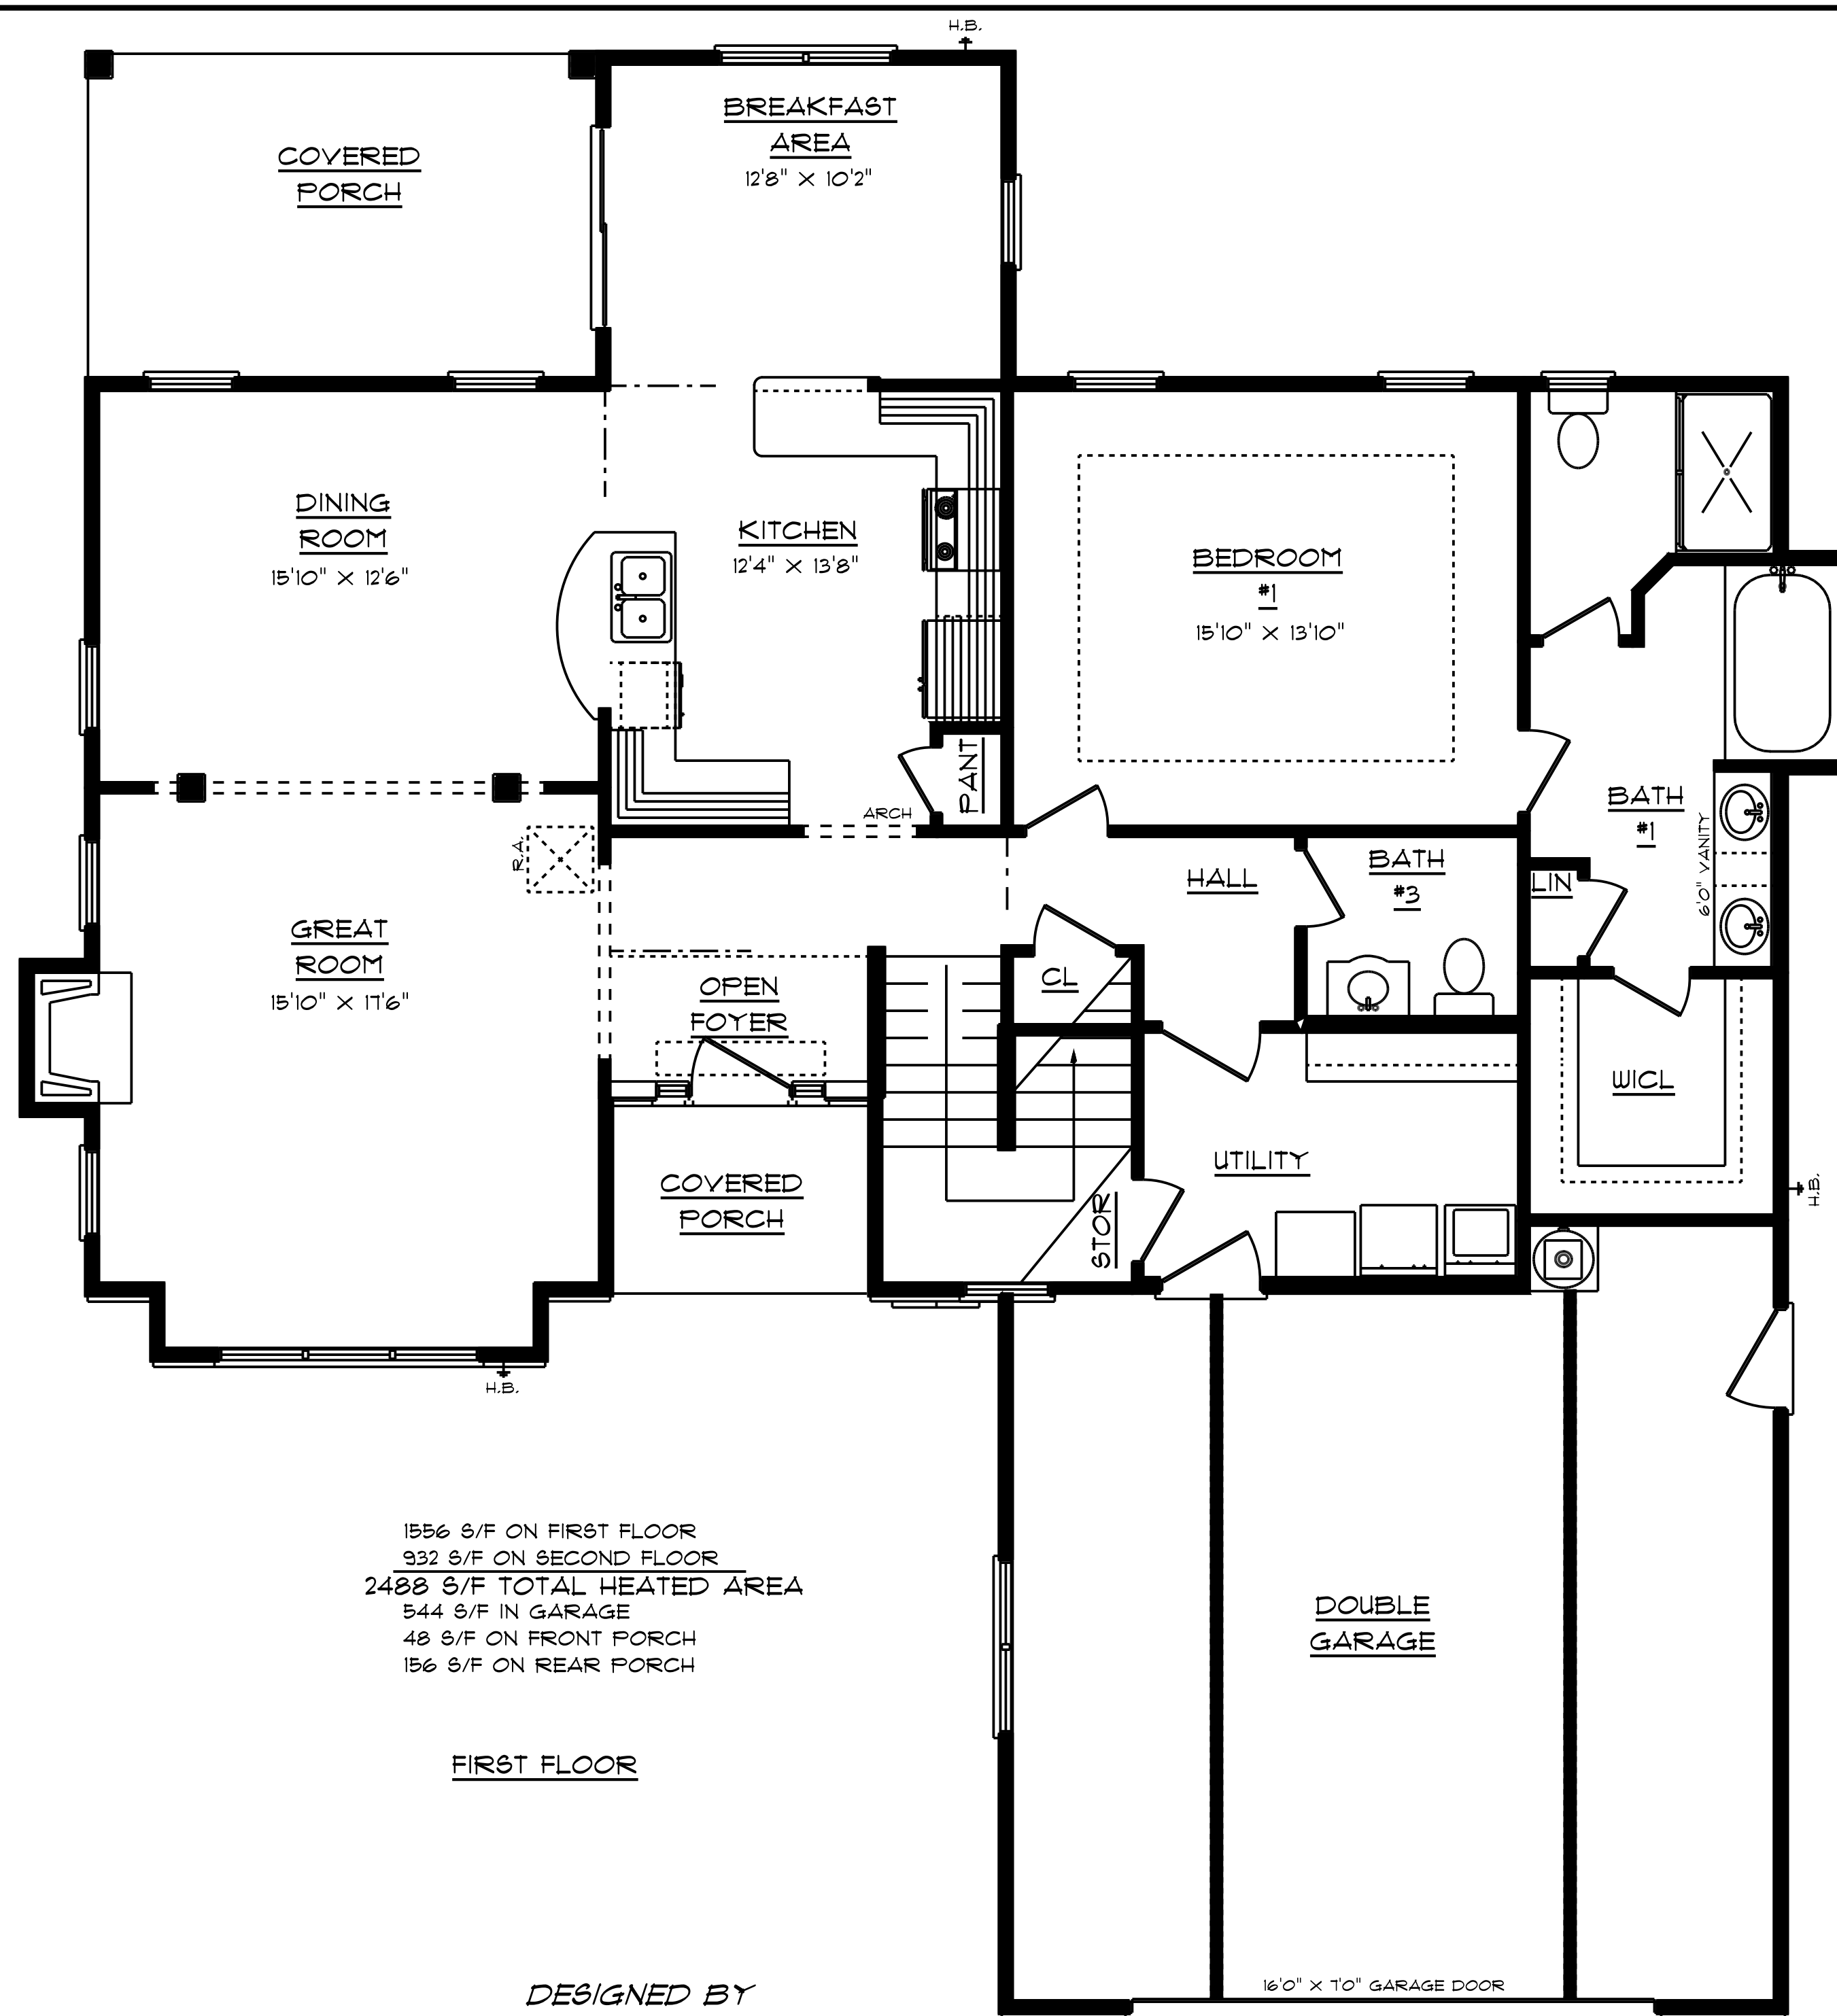 H.B.
BREAKFAST
AREA
12'8" X 10'2"
COVERED
PORCH
DINING
ROOM
15'10" X 12'6"
KITCHEN
12'4" X 13'8"
BEDROOM
#1
15'10" X 13'10"
PANT
ARCH
BATH
#1
6'0" VANITY
R.A.
HALL
BATH
#3
LIN
GREAT
ROOM
15'10" X 17'6"
OPEN
FOYER
CL
WICL
UTILITY
COVERED
PORCH
STOR
H.B.
H.B.
1556 S/F ON FIRST FLOOR
932 S/F ON SECOND FLOOR
2488 S/F TOTAL HEATED AREA
544 S/F IN GARAGE
48 S/F ON FRONT PORCH
156 S/F ON REAR PORCH
DOUBLE
GARAGE
FIRST FLOOR
16'0" X 7'0" GARAGE DOOR
DESIGNED BY